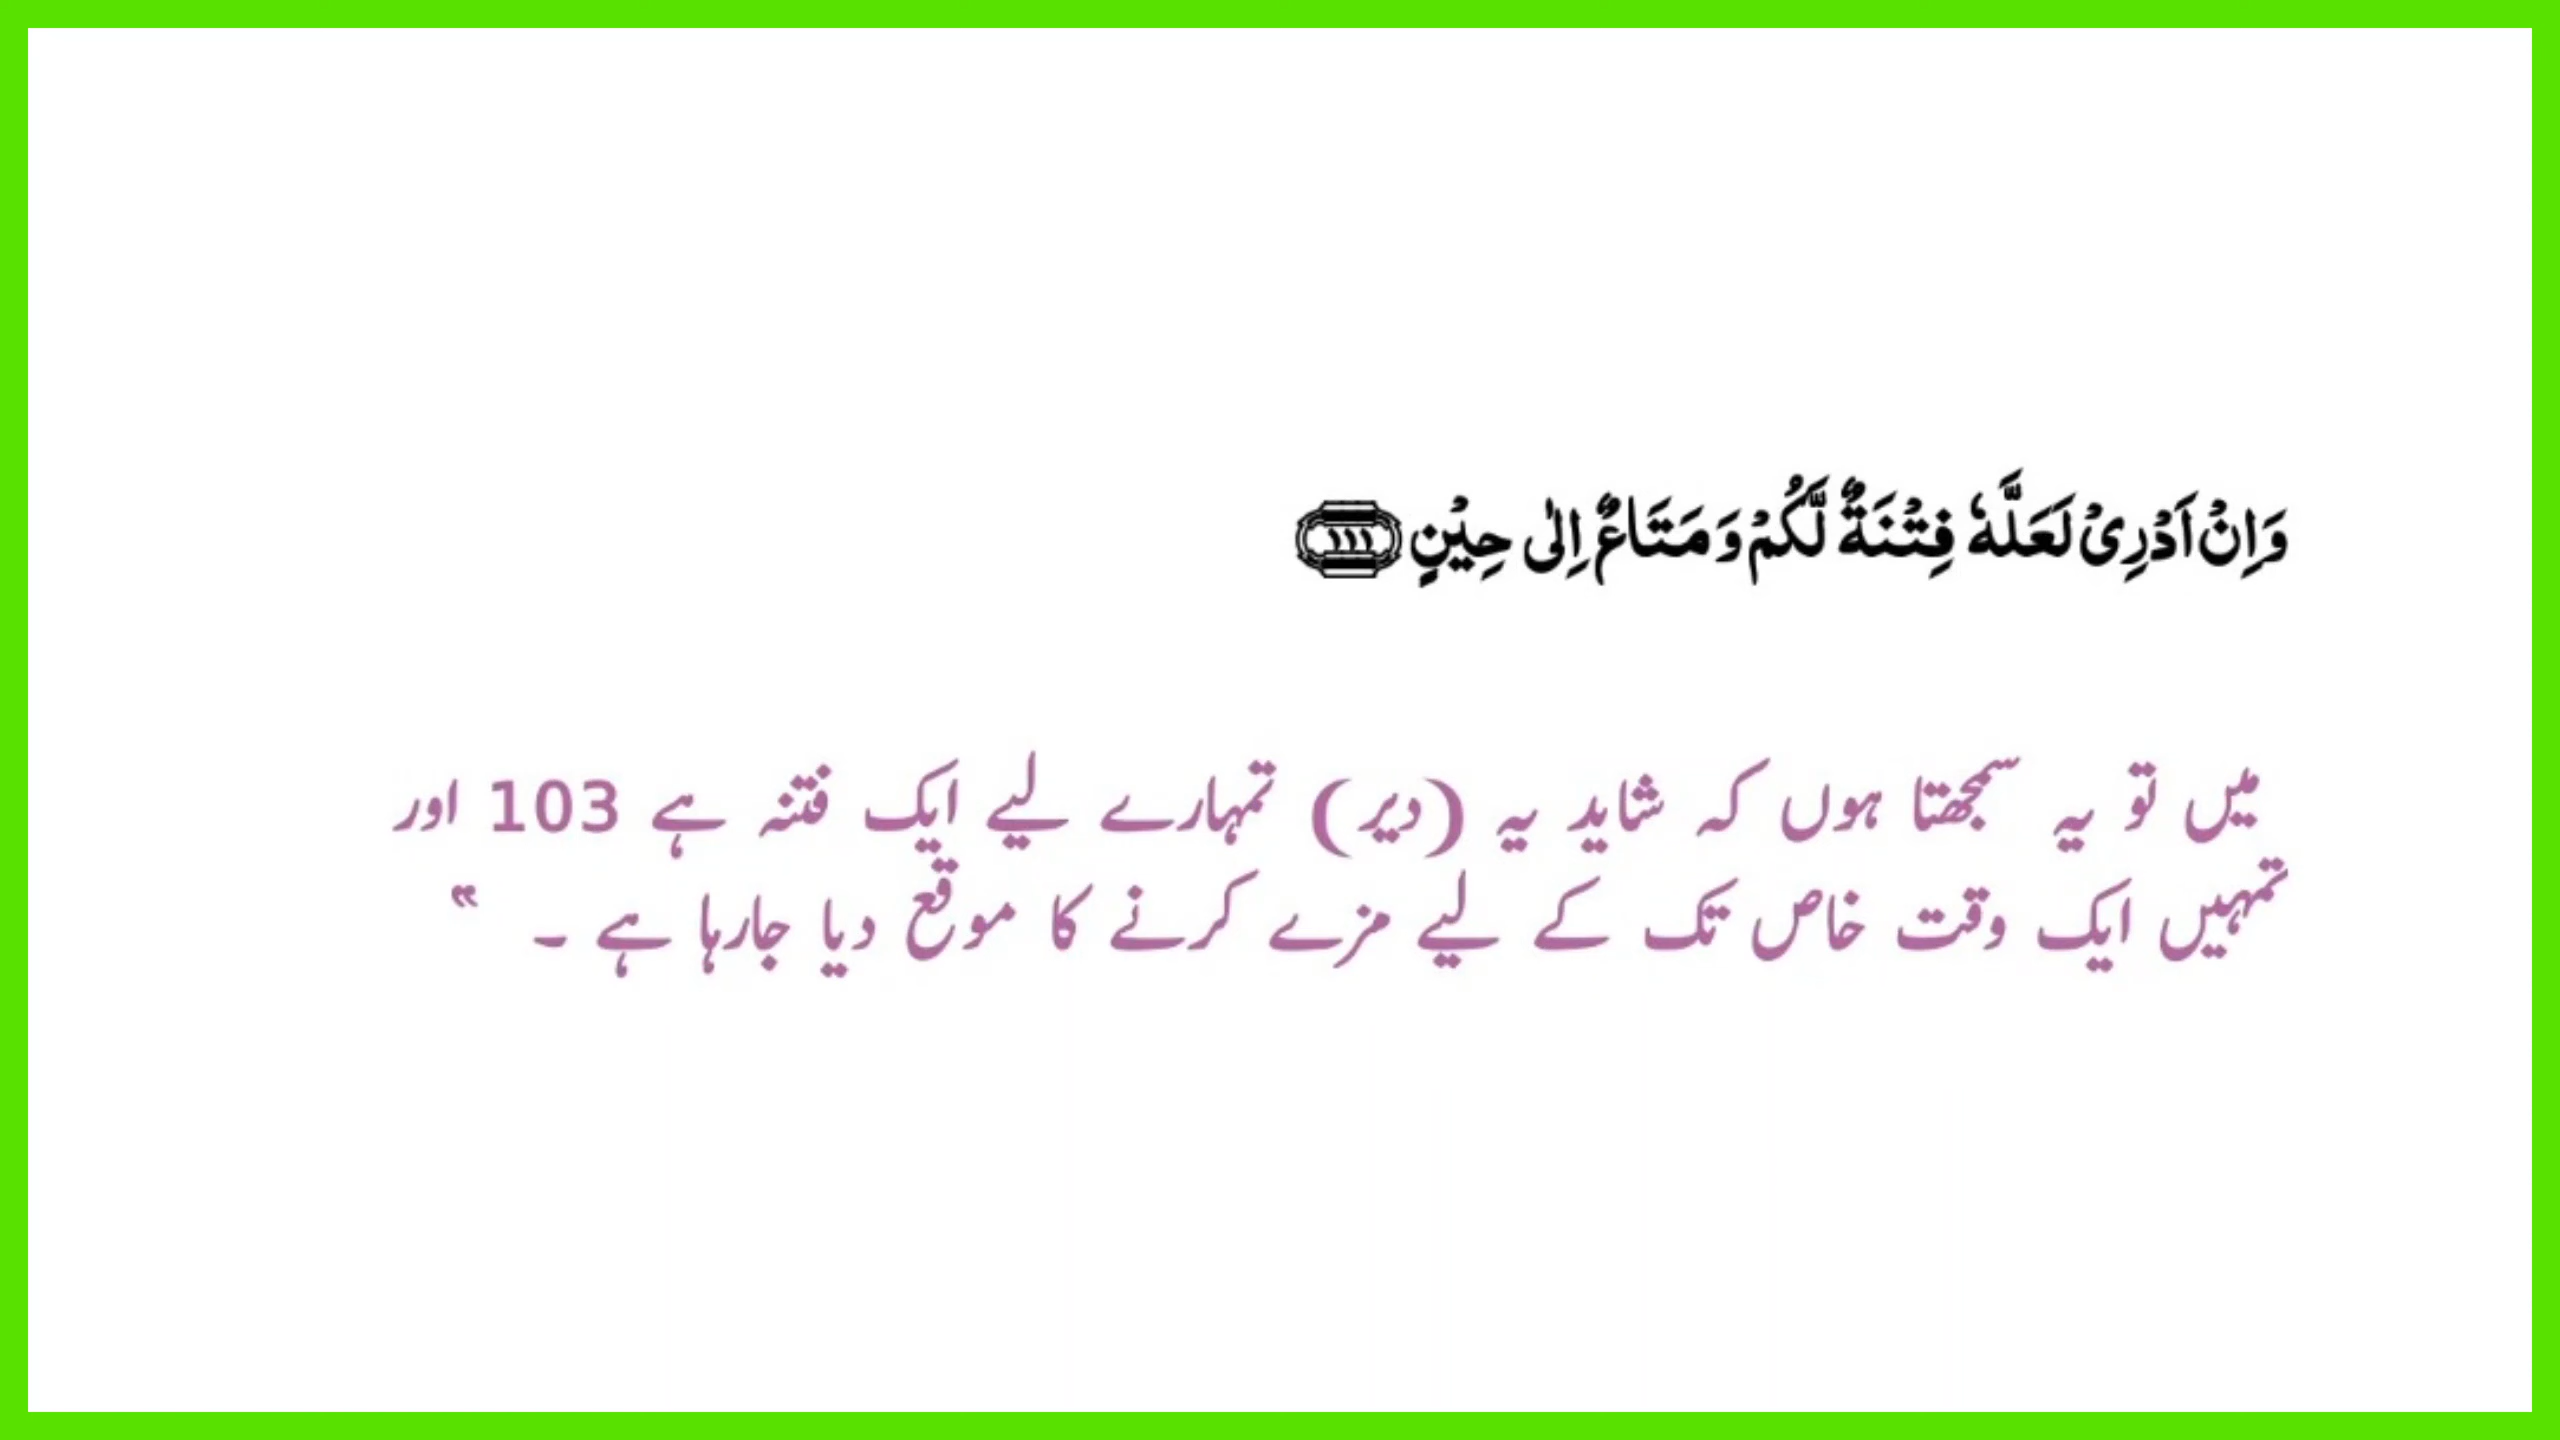 وَاِنۡ اَدۡرِىۡ لَعَلَّهٗ فِتۡنَةٌ لَّكُمۡ وَمَتَاعٌ اِلٰى حِيۡنٍ ﴿۱۱۱﴾
میں تو یہ سمجھتا ہوں کہ شاید یہ (دیر) تمہارے لیے ایک فتنہ ہے 103 اور
تمہیں ایک وقت خاص تک کے لیے مزے کرنے کا موقع دیا جارہا ہے ۔ “